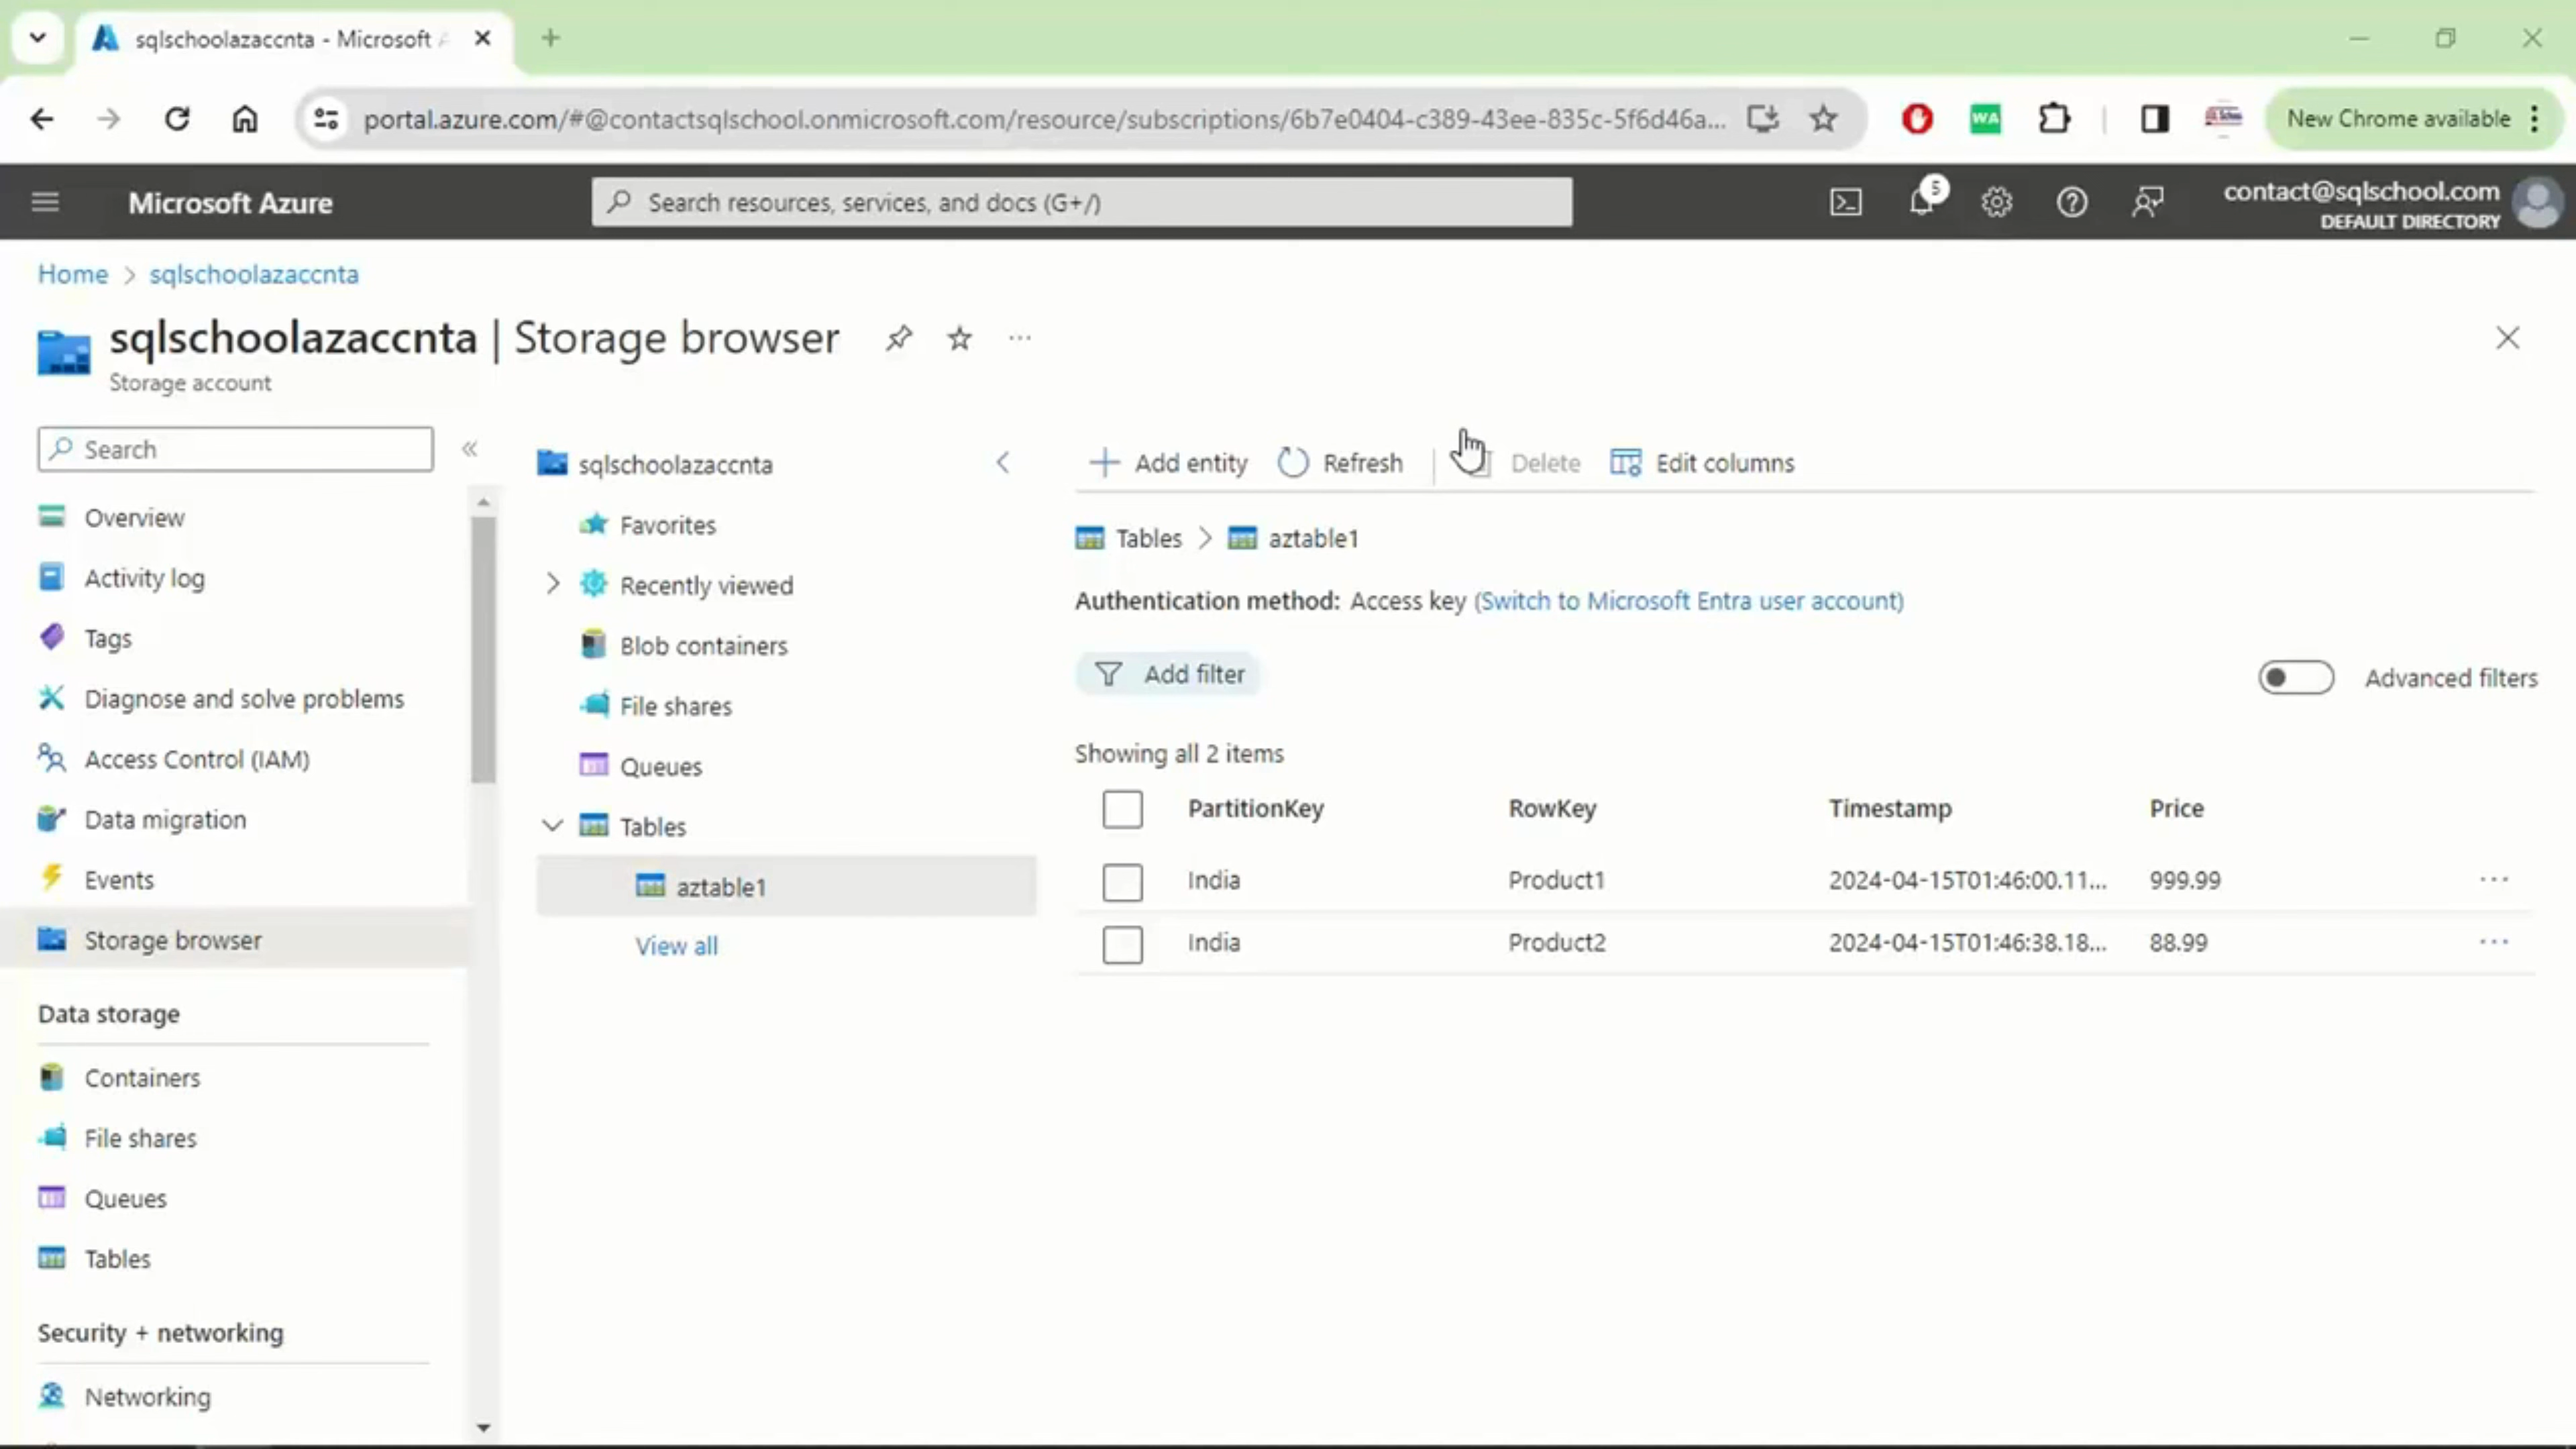 sqlschoolazaccnta - Microsoft A
portal.azure.com/#@contactsqlschool.onmicrosoft.com/resource/subscriptions/6b7e0404-c389-43ee-835c-5f6d46a...
WA
New Chrome available
Microsoft Azure
Search resources, services, and docs (G+/)
5
contact@sqlschool.com
DEFAULT DIRECTORY
Home > sqlschoolazaccnta
sqlschoolazaccnta | Storage browser
Storage account
Search
Overview
Activity log
Tags
Diagnose and solve problems
Access Control (IAM)
Data migration
Events
Storage browser
Data storage
Containers
File shares
Queues
Tables
Security + networking
Networking
sqlschoolazaccnta
Favorites
Recently viewed
Blob containers
File shares
Queues
Tables
aztable1
View all
Add entity Refresh Delete Edit columns
Tables > aztable1
Authentication method: Access key (Switch to Microsoft Entra user account)
Add filter
Advanced filters
Showing all 2 items
PartitionKey RowKey Timestamp Price
India Product1 2024-04-15T01:46:00.11... 999.99
India Product2 2024-04-15T01:46:38.18... 88.99